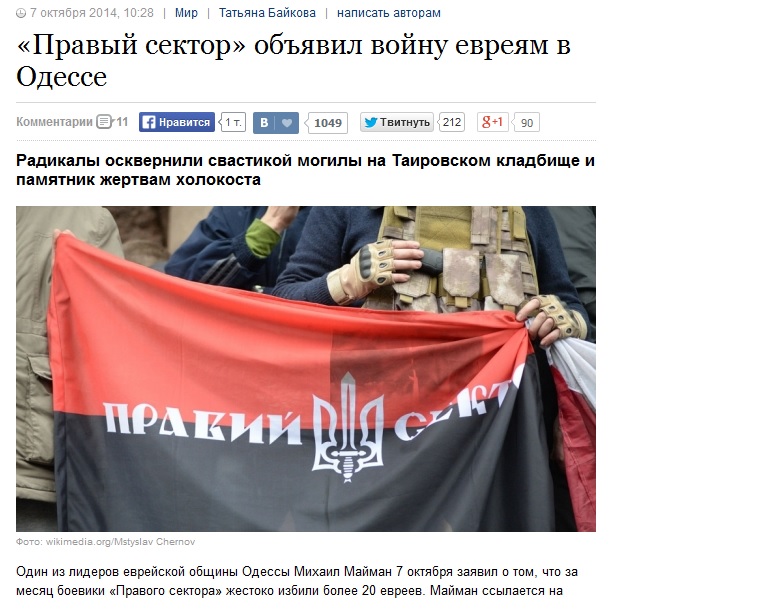 7 октября 2014, 10:28 | Мир | Татьяна Байкова | написать авторам
«Правый сектор» объявил войну евреям в
Одессе
Комментарии 11 Нравится 1 т. В 1049 Твитнуть 212 g+1 90
Радикалы осквернили свастикой могилы на Таировском кладбище и
памятник жертвам холокоста
ПРАВИЙ СЕКТ
Фото: wikimedia.org/Mstyslav Chernov
Один из лидеров еврейской общины Одессы Михаил Майман 7 октября заявил о том, что за
месяц боевики «Правого сектора» жестоко избили более 20 евреев. Майман ссылается на